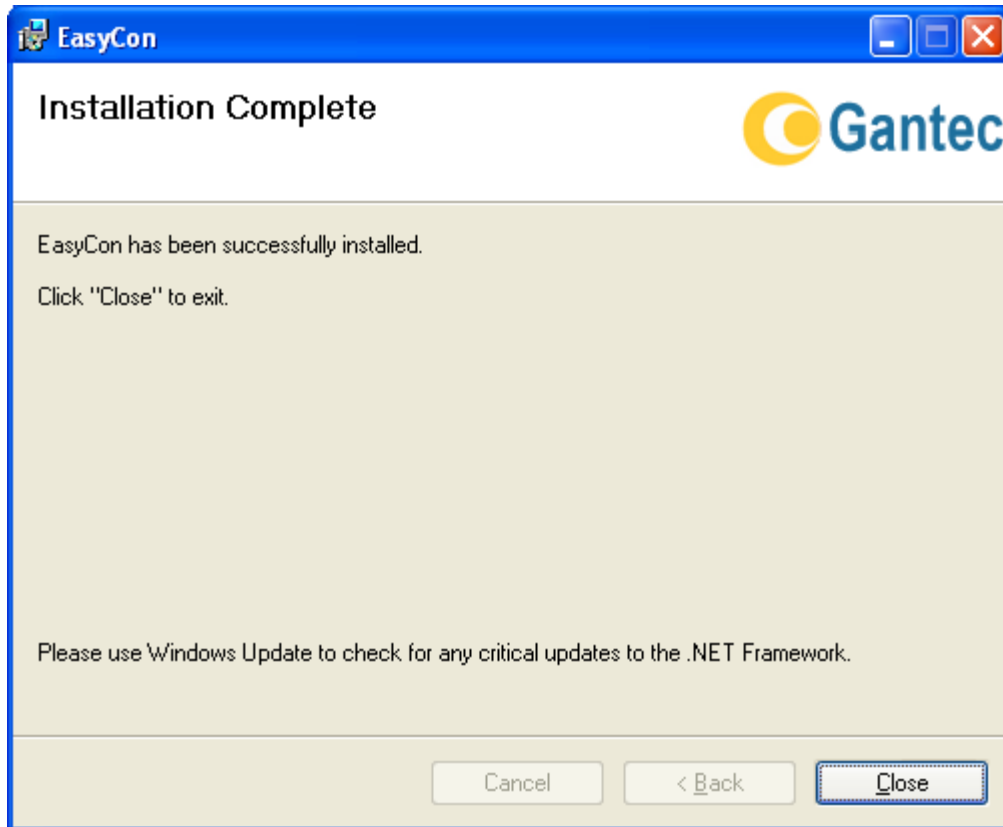 EasyCon
Installation Complete
Gantec
EasyCon has been successfully installed.
Click "Close" to exit.
Please use Windows Update to check for any critical updates to the .NET Framework.
Cancel
< Back
Close